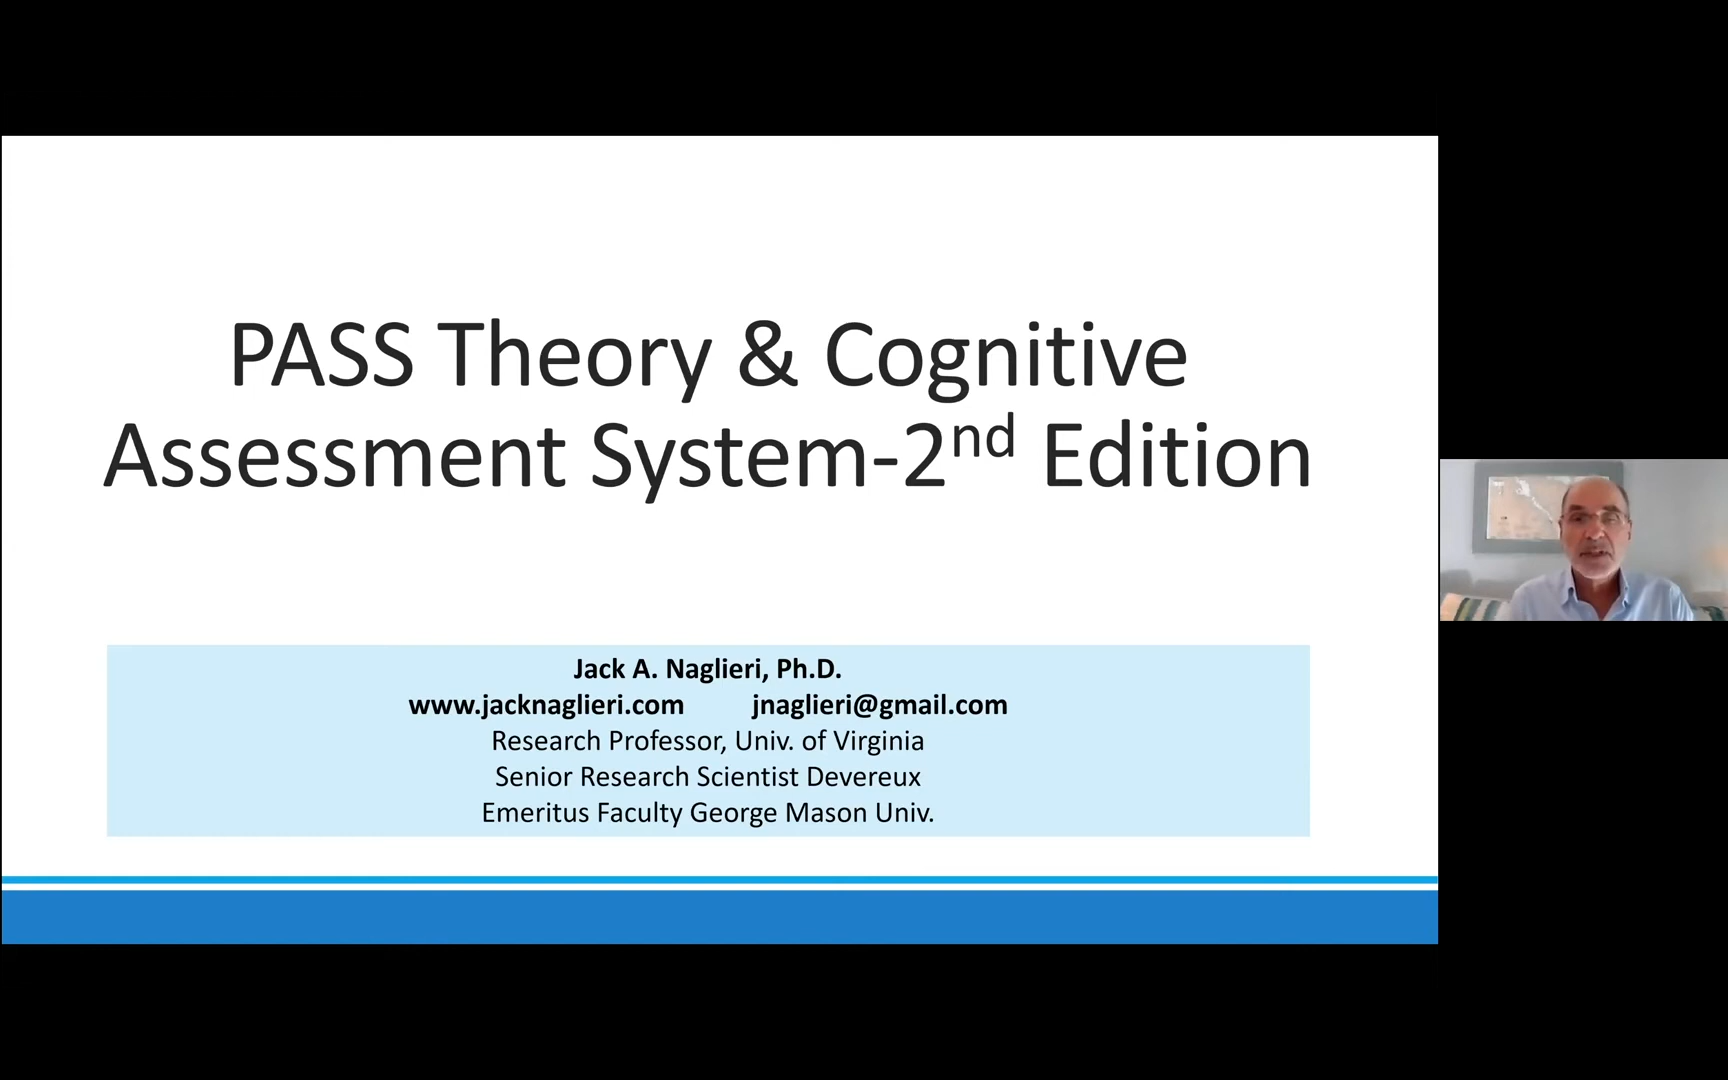 PASS Theory & Cognitive
Assessment System-2nd Edition
Jack A. Naglieri, Ph.D.
www.jacknaglieri.com jnaglieri@gmail.com
Research Professor, Univ. of Virginia
Senior Research Scientist Devereux
Emeritus Faculty George Mason Univ.